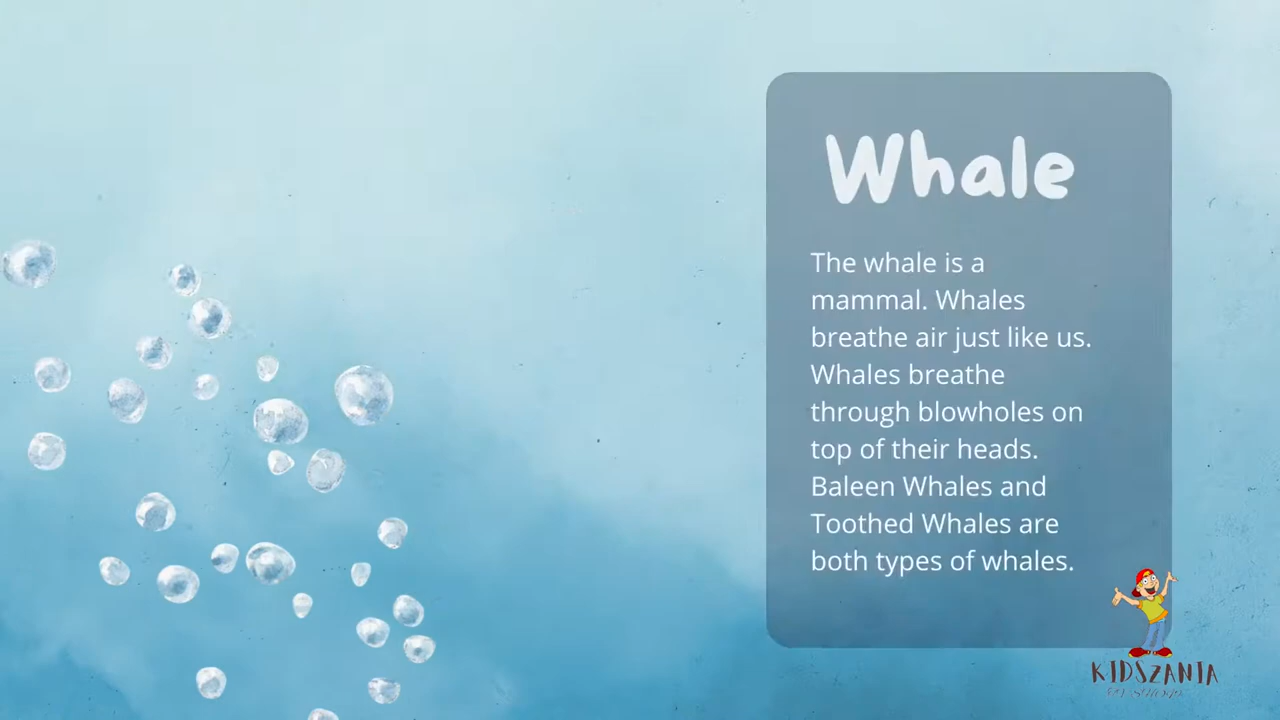 Whale
The whale is a
mammal. Whales
breathe air just like us.
Whales breathe
through blowholes on
top of their heads.
Baleen Whales and
Toothed Whales are
both types of whales.
KIDSZANIA